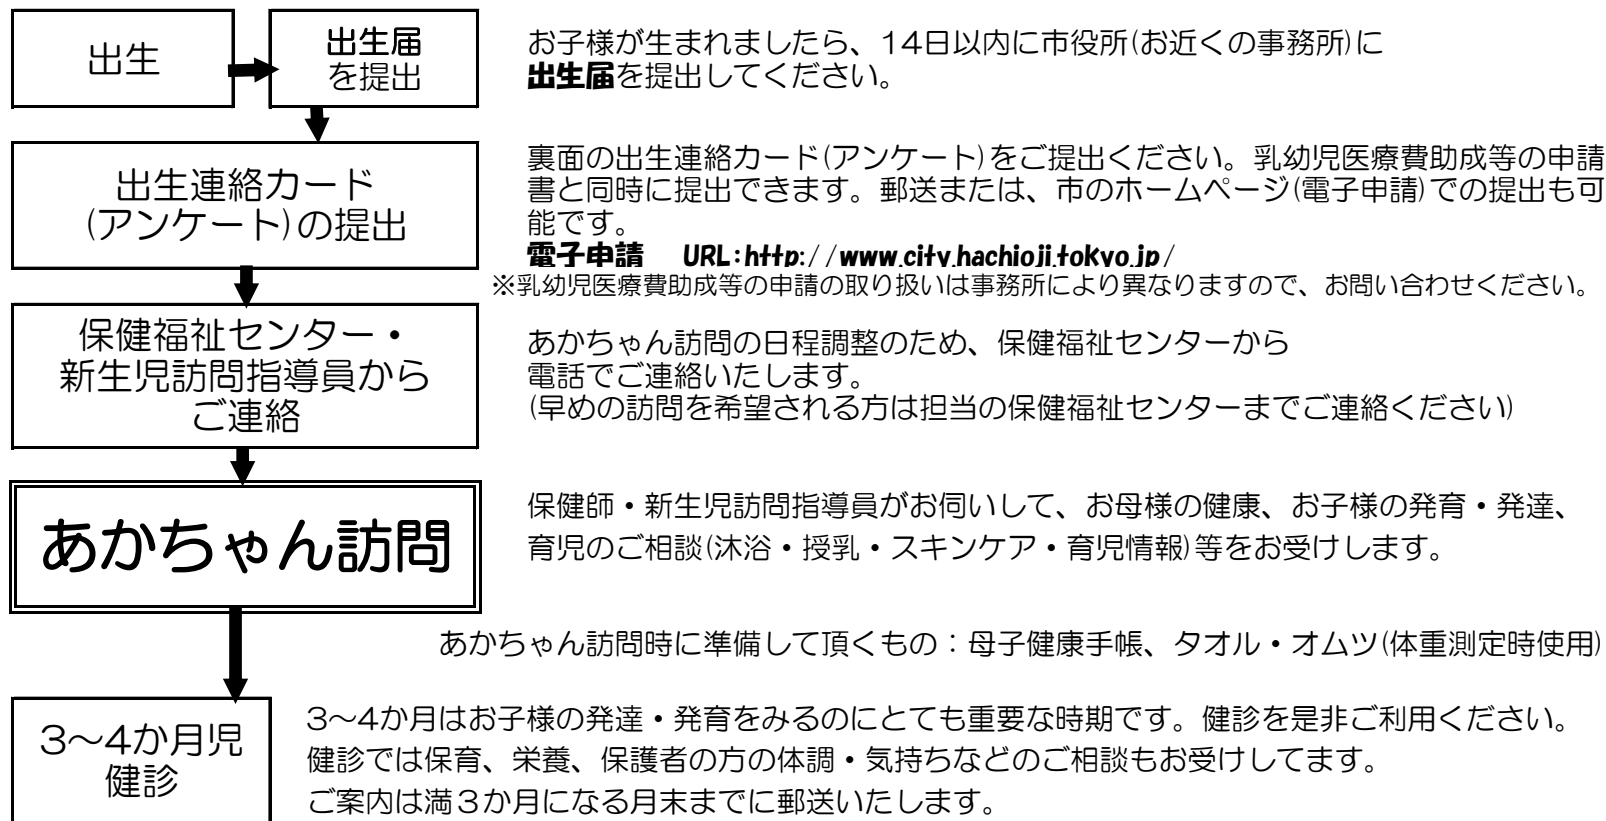 出生
出生届
を提出
お子様が生まれましたら、14日以内に市役所(お近くの事務所)に
出生届を提出してください。
出生連絡カード
(アンケート)の提出
裏面の出生連絡カード(アンケート)をご提出ください。乳幼児医療費助成等の申請
書と同時に提出できます。郵送または、市のホームページ(電子申請)での提出も可
能です。
電子申請　URL:http://www.city.hachioji.tokyo.jp/
※乳幼児医療費助成等の申請の取り扱いは事務所により異なりますので、お問い合わせください。
保健福祉センター・
新生児訪問指導員から
ご連絡
あかちゃん訪問の日程調整のため、保健福祉センターから
電話でご連絡いたします。
(早めの訪問を希望される方は担当の保健福祉センターまでご連絡ください)
あかちゃん訪問
保健師・新生児訪問指導員がお伺いして、お母様の健康、お子様の発育・発達、
育児のご相談(沐浴・授乳・スキンケア・育児情報)等をお受けします。
あかちゃん訪問時に準備して頂くもの：母子健康手帳、タオル・オムツ(体重測定時使用)
3～4か月児
健診
3～4か月はお子様の発達・発育をみるのにとても重要な時期です。健診を是非ご利用ください。
健診では保育、栄養、保護者の方の体調・気持ちなどのご相談もお受けしてます。
ご案内は満３か月になる月末までに郵送いたします。